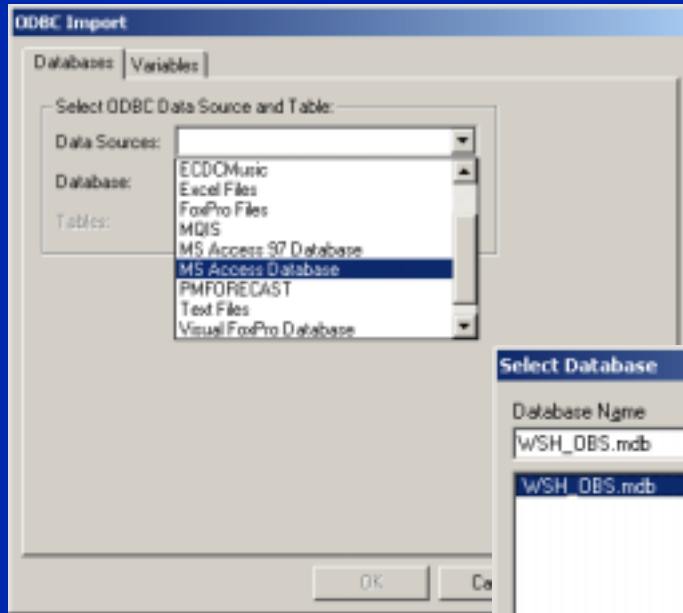 ODBC Import
Databases
Variables
Select ODBC Data Source and Table:
Data Sources:
ECDCMusic
Excel Files
FoxPro Files
MQIS
MS Access 97 Database
MS Access Database
PMFORECAST
Text Files
Visual FoxPro Database
Database:
Tables:
OK
Ca
Select Database
Database Name
WSH_OBS.mdb
WSH_OBS.mdb